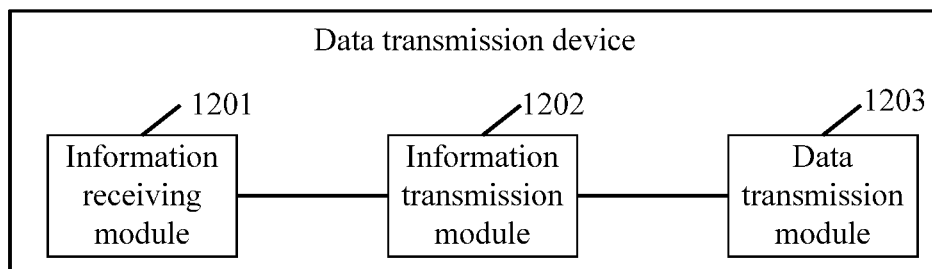 Data transmission device
1201
1202
1203
Information
receiving
module
Information
transmission
module
Data
transmission
module